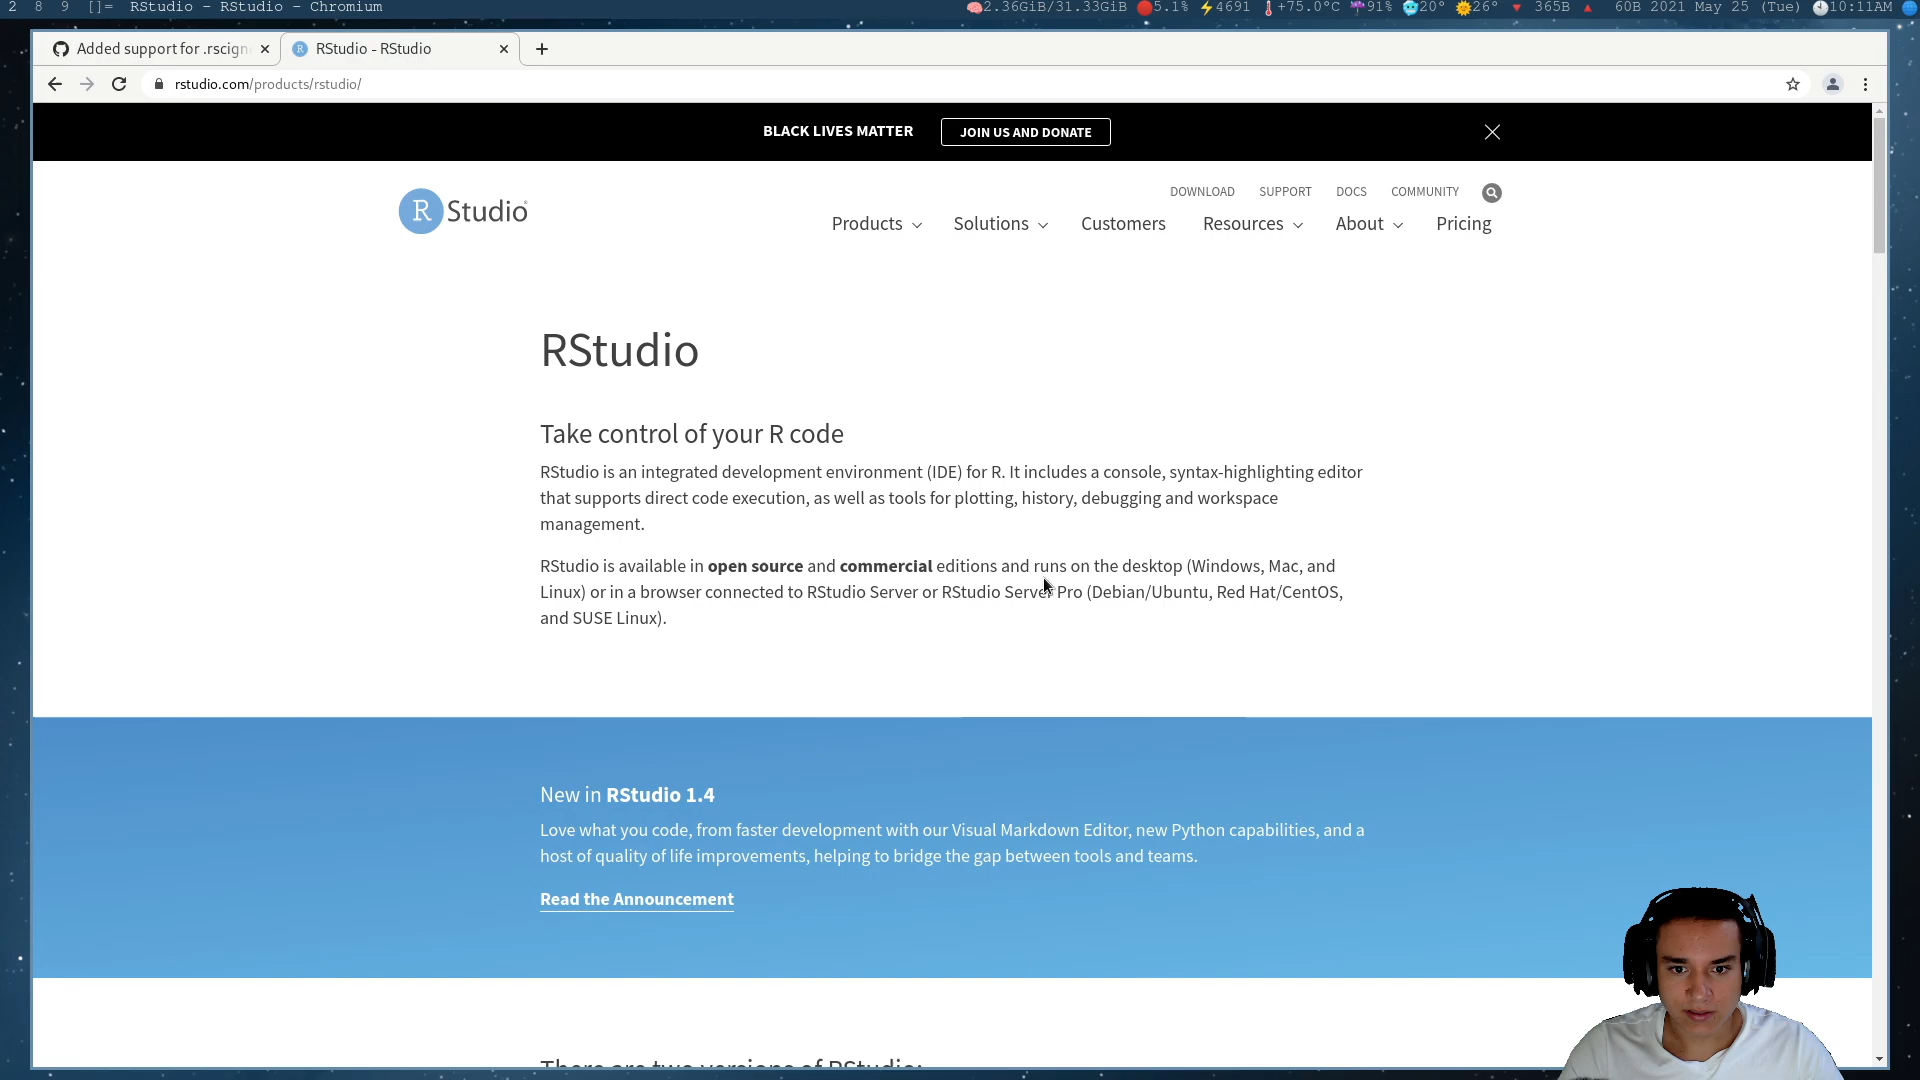 2 8 9 []= RStudio - RStudio - Chromium 2.36GiB/31.33GiB 5.1% 4691 +75.0°C 91% 20° 26° 365B 60B 2021 May 25 (Tue) 10:11AM
Added support for .rscign
RStudio - RStudio
rstudio.com/products/rstudio/
BLACK LIVES MATTER JOIN US AND DONATE
DOWNLOAD SUPPORT DOCS COMMUNITY
R Studio
Products Solutions Customers Resources About Pricing
RStudio
Take control of your R code
RStudio is an integrated development environment (IDE) for R. It includes a console, syntax-highlighting editor
that supports direct code execution, as well as tools for plotting, history, debugging and workspace
management.
RStudio is available in open source and commercial editions and runs on the desktop (Windows, Mac, and
Linux) or in a browser connected to RStudio Server or RStudio Server Pro (Debian/Ubuntu, Red Hat/CentOS,
and SUSE Linux).
New in RStudio 1.4
Love what you code, from faster development with our Visual Markdown Editor, new Python capabilities, and a
host of quality of life improvements, helping to bridge the gap between tools and teams.
Read the Announcement
There are two versions of RStudio: